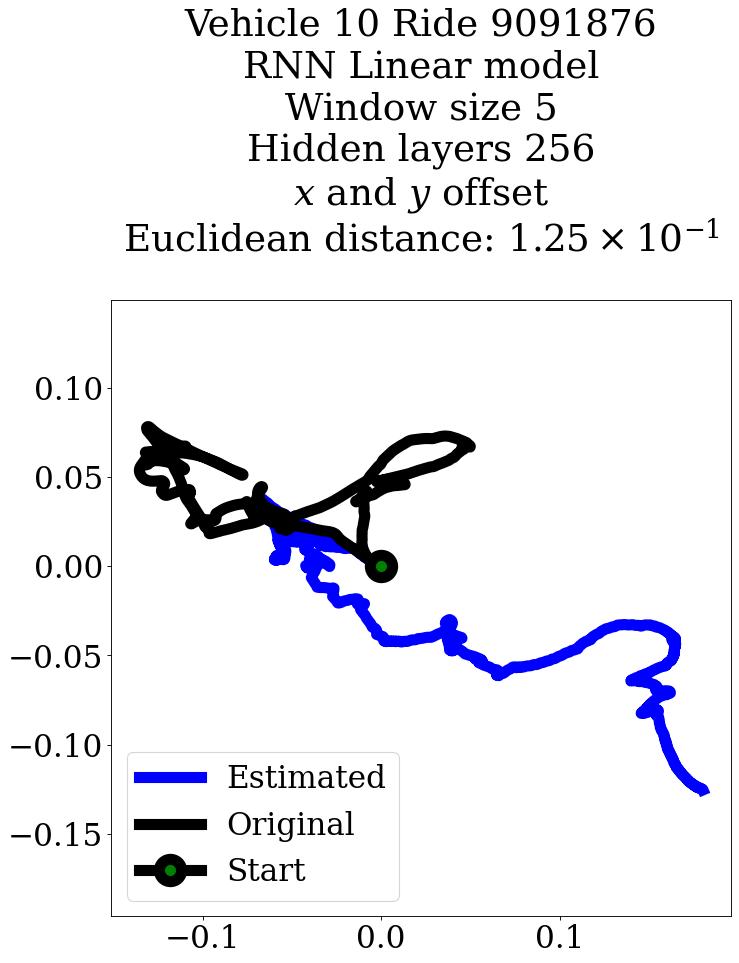 Vehicle 10 Ride 9091876
RNN Linear model
Window size 5
Hidden layers 256
x and y offset
Euclidean distance: 1.25 × 10⁻¹
0.10
0.05
0.00
−0.05
−0.10
−0.15
Estimated
Original
Start
−0.1 0.0 0.1